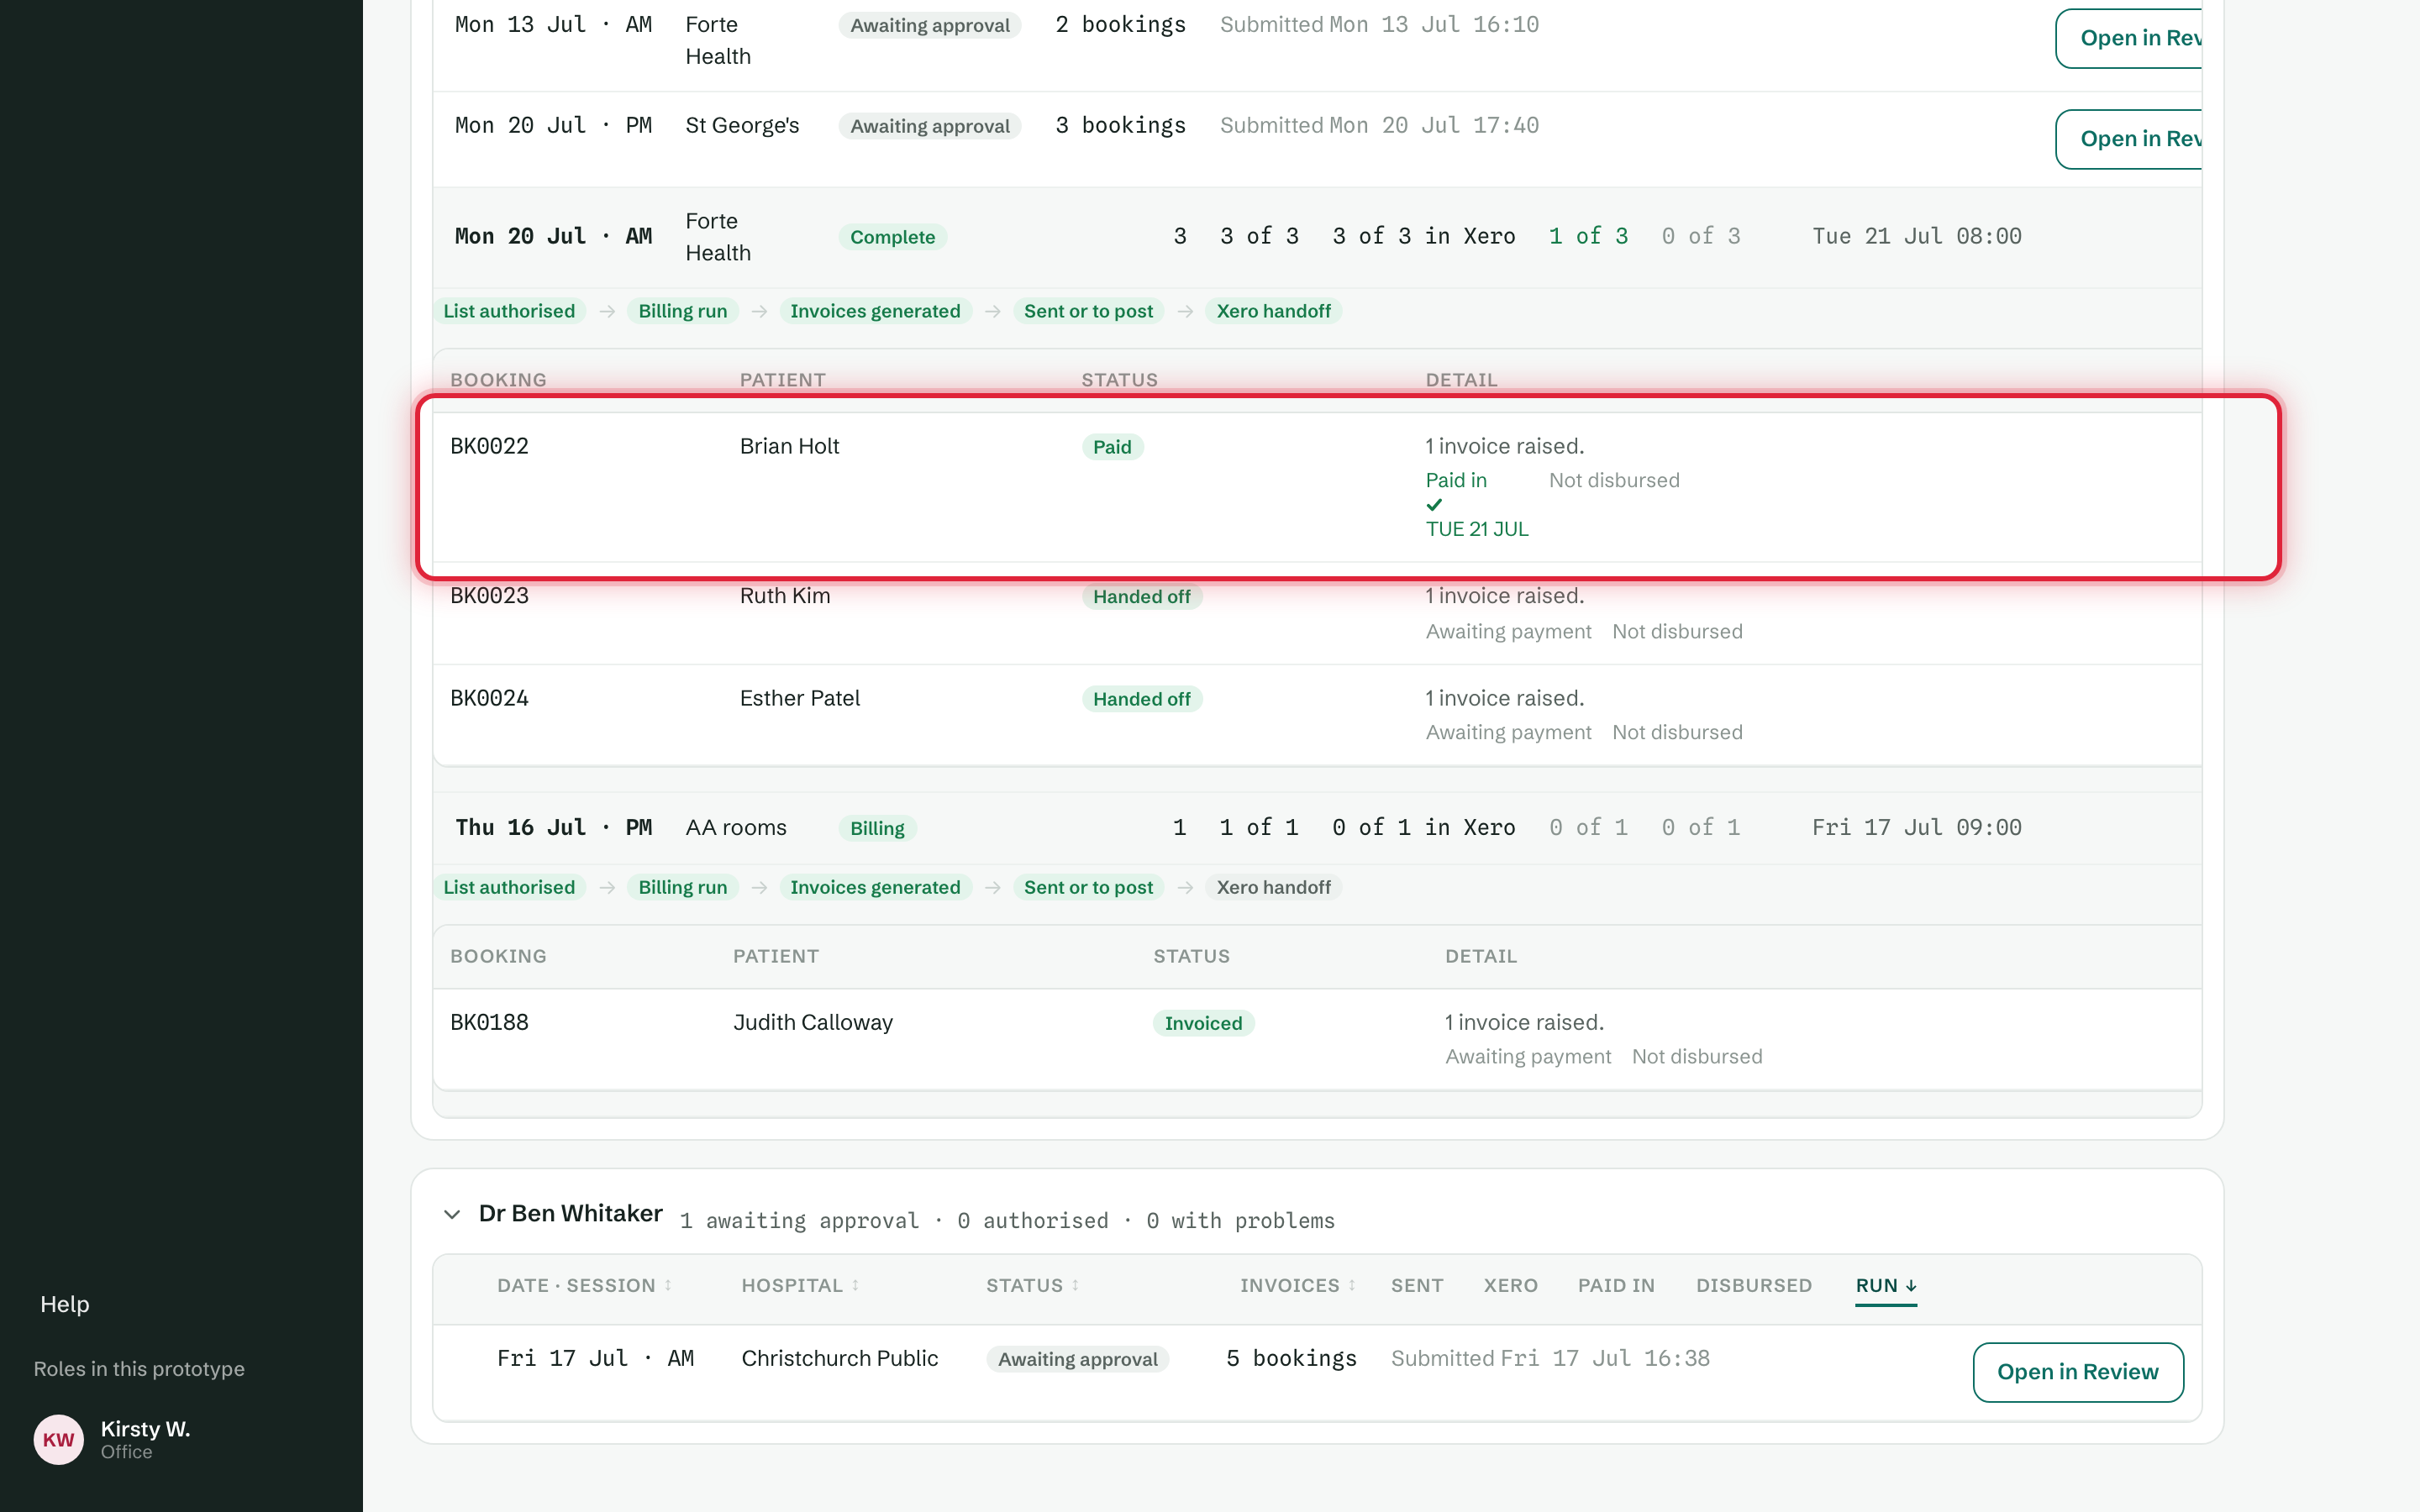 Mon 13 Jul · AM Forte Health Awaiting approval 2 bookings Submitted Mon 13 Jul 16:10 Open in Rev
Mon 20 Jul · PM St George's Awaiting approval 3 bookings Submitted Mon 20 Jul 17:40 Open in Rev
Mon 20 Jul · AM Forte Health Complete 3 3 of 3 3 of 3 in Xero 1 of 3 0 of 3 Tue 21 Jul 08:00
List authorised → Billing run → Invoices generated → Sent or to post → Xero handoff
BOOKING PATIENT STATUS DETAIL
BK0022 Brian Holt Paid 1 invoice raised.
Paid in Not disbursed
✓
TUE 21 JUL
BK0023 Ruth Kim Handed off 1 invoice raised.
Awaiting payment Not disbursed
BK0024 Esther Patel Handed off 1 invoice raised.
Awaiting payment Not disbursed
Thu 16 Jul · PM AA rooms Billing 1 1 of 1 0 of 1 in Xero 0 of 1 0 of 1 Fri 17 Jul 09:00
List authorised → Billing run → Invoices generated → Sent or to post → Xero handoff
BOOKING PATIENT STATUS DETAIL
BK0188 Judith Calloway Invoiced 1 invoice raised.
Awaiting payment Not disbursed
Dr Ben Whitaker 1 awaiting approval · 0 authorised · 0 with problems
DATE · SESSION ↕ HOSPITAL ↕ STATUS ↕ INVOICES ↕ SENT XERO PAID IN DISBURSED RUN ↓
Fri 17 Jul · AM Christchurch Public Awaiting approval 5 bookings Submitted Fri 17 Jul 16:38 Open in Review
Help
Roles in this prototype
KW Kirsty W.
Office